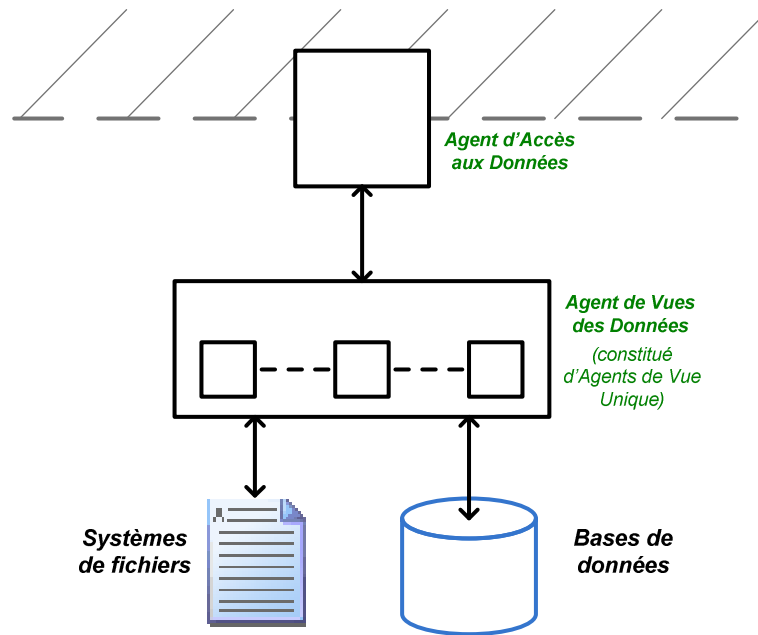 Agent d'Accès
aux Données
Agent de Vues
des Données
(constitué
d'Agents de Vue
Unique)
Systèmes
de fichiers
Bases de
données